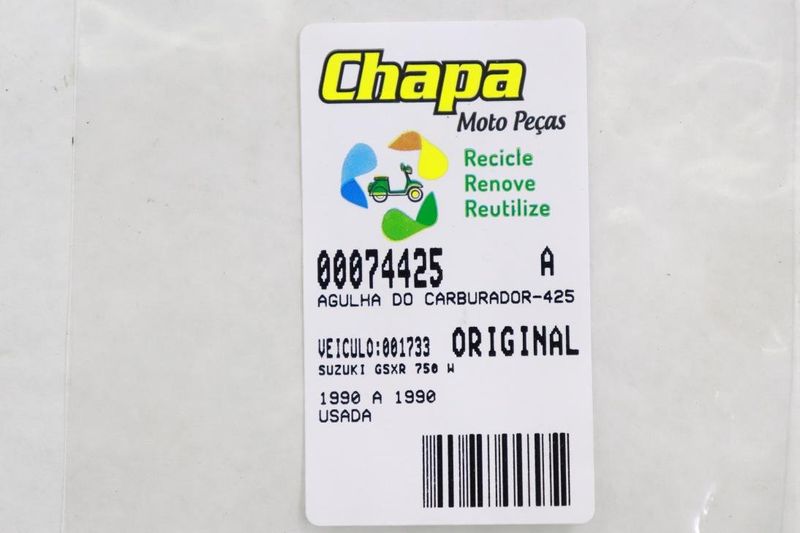 Chapa
Moto Peças
Recicle
Renove
Reutilize
00074425 A
AGULHA DO CARBURADOR-425
VEICULO:001733 ORIGINAL
SUZUKI GSXR 750 W
1990 A 1990
USADA